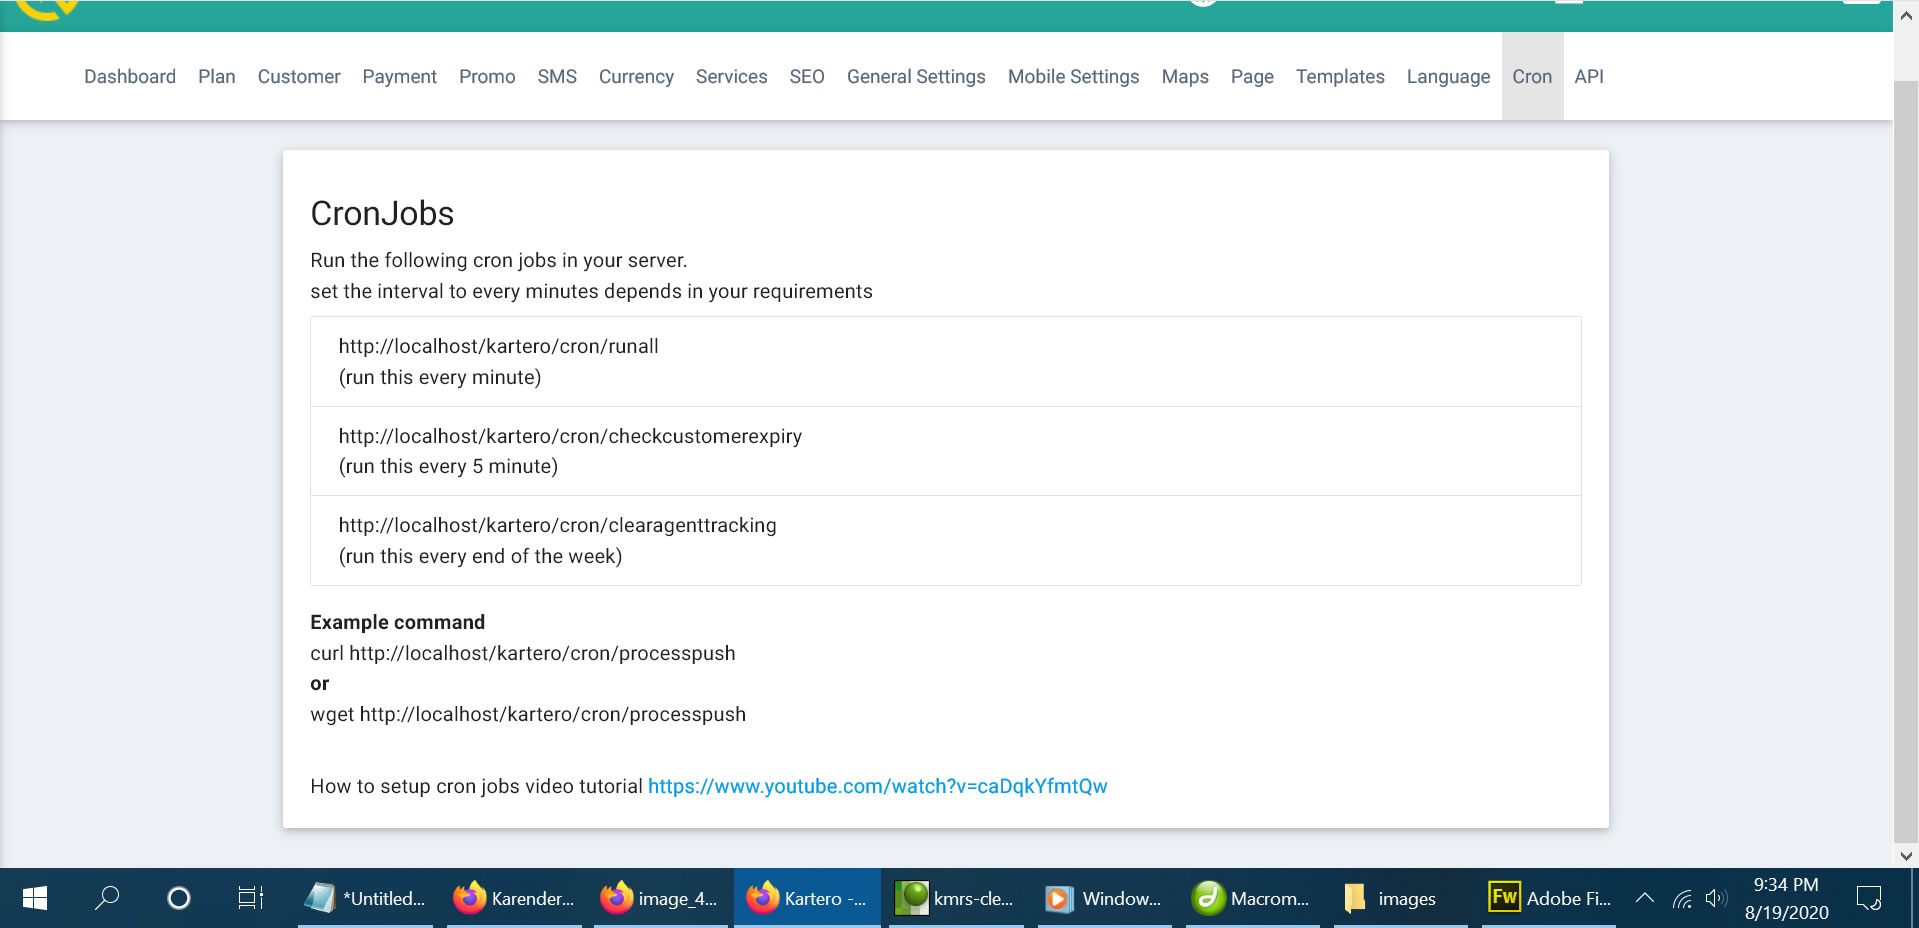 Dashboard Plan Customer Payment Promo SMS Currency Services SEO General Settings Mobile Settings Maps Page Templates Language Cron API
CronJobs
Run the following cron jobs in your server.
set the interval to every minutes depends in your requirements
http://localhost/kartero/cron/runall
(run this every minute)
http://localhost/kartero/cron/checkcustomerexpiry
(run this every 5 minute)
http://localhost/kartero/cron/clearagenttracking
(run this every end of the week)
Example command
curl http://localhost/kartero/cron/processpush
or
wget http://localhost/kartero/cron/processpush
How to setup cron jobs video tutorial https://www.youtube.com/watch?v=caDqkYfmtQw
*Untitled... Karender... image_4... Kartero -... kmrs-cle... Window... Macrom... images Fw Adobe Fi... 9:34 PM
8/19/2020